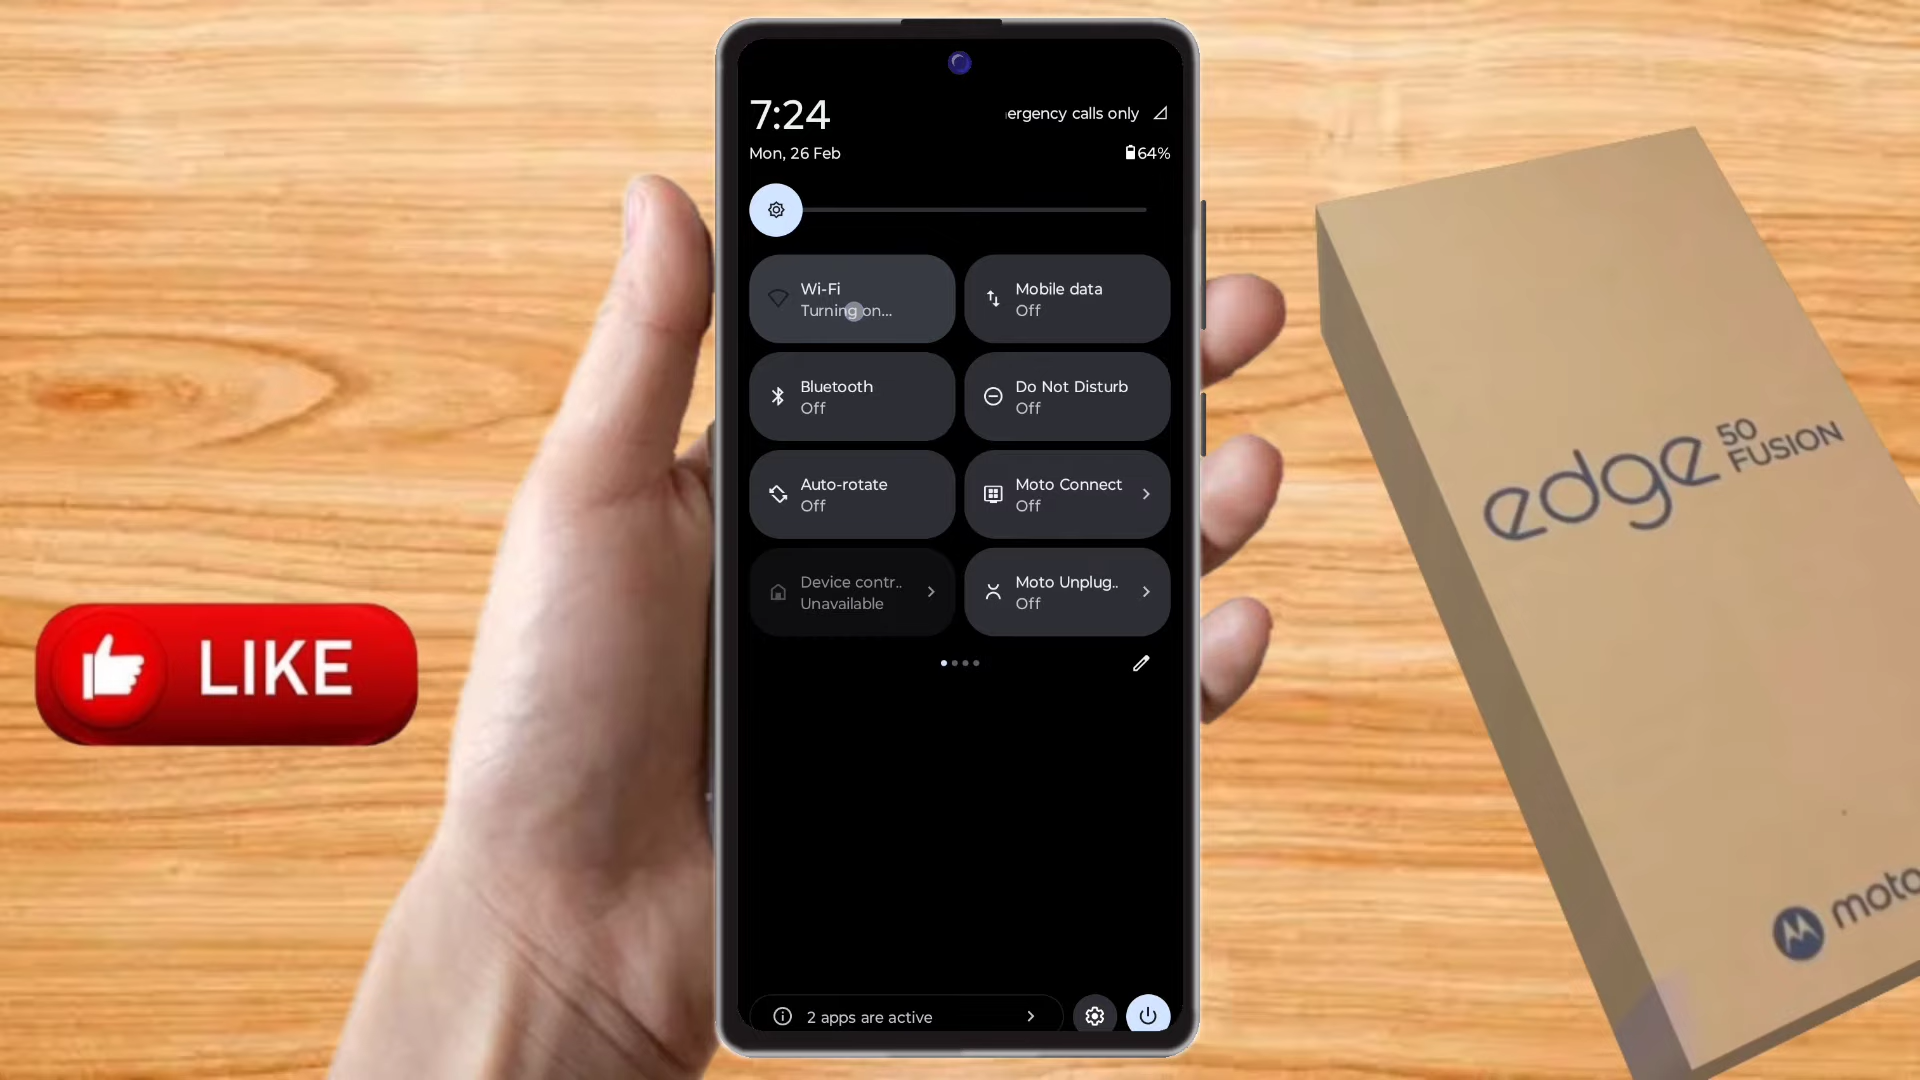 7:24
ergency calls only
Mon, 26 Feb
64%
Wi-Fi
Turning on...
Mobile data
Off
Bluetooth
Off
Do Not Disturb
Off
Auto-rotate
Off
Moto Connect
Off
Device contr..
Unavailable
Moto Unplug..
Off
2 apps are active
LIKE
edge 50
FUSION
moto